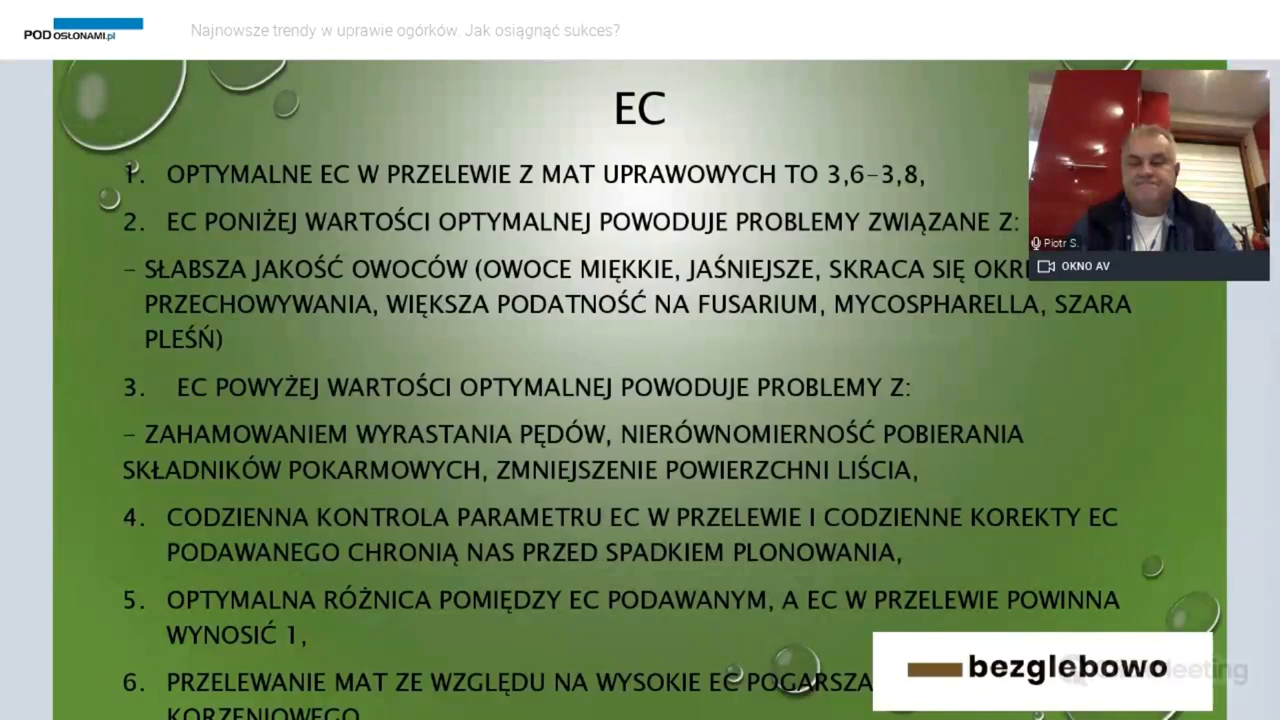 POD OSŁONAMI.pl
Najnowsze trendy w uprawie ogórków. Jak osiągnąć sukces?
EC
1. OPTYMALNE EC W PRZELEWIE Z MAT UPRAWOWYCH TO 3,6-3,8,
2. EC PONIŻEJ WARTOŚCI OPTYMALNEJ POWODUJE PROBLEMY ZWIĄZANE Z:
- SŁABSZA JAKOŚĆ OWOCÓW (OWOCE MIĘKKIE, JAŚNIEJSZE, SKRACA SIĘ
PRZECHOWYWANIA, WIĘKSZA PODATNOŚĆ NA FUSARIUM, MYCOSPHARELLA, SZARA
PLEŚŃ)
3. EC POWYŻEJ WARTOŚCI OPTYMALNEJ POWODUJE PROBLEMY Z:
- ZAHAMOWANIEM WYRASTANIA PĘDÓW, NIERÓWNOMIERNOŚĆ POBIERANIA
SKŁADNIKÓW POKARMOWYCH, ZMNIEJSZENIE POWIERZCHNI LIŚCIA,
4. CODZIENNA KONTROLA PARAMETRU EC W PRZELEWIE I CODZIENNE KOREKTY EC
PODAWANEGO CHRONIĄ NAS PRZED SPADKIEM PLONOWANIA,
5. OPTYMALNA RÓŻNICA POMIĘDZY EC PODAWANYM, A EC W PRZELEWIE POWINNA
WYNOSIĆ 1,
6. PRZELEWANIE MAT ZE WZGLĘDU NA WYSOKIE EC POGARSZA
KORZENIOWEGO
Piotr S.
OKNO AV
bezglebowo